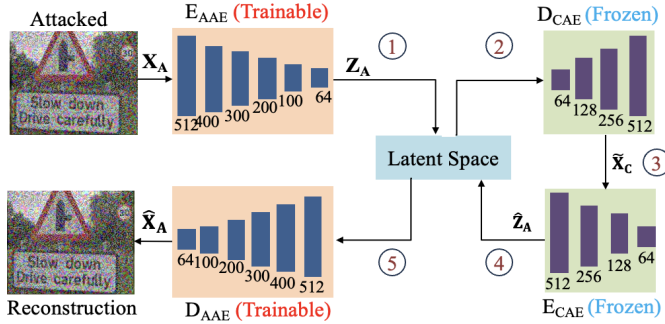 Attacked
E_AAE (Trainable)
D_CAE (Frozen)
30
Slow down
Drive carefully
X_A
512 400 300 200 100 64
Z_A
1
2
64 128 256 512
Latent Space
X̃_C
3
30
Slow down
Drive carefully
X̂_A
64 100 200 300 400 512
5
4
Ẑ_A
512 256 128 64
Reconstruction
D_AAE (Trainable)
E_CAE (Frozen)